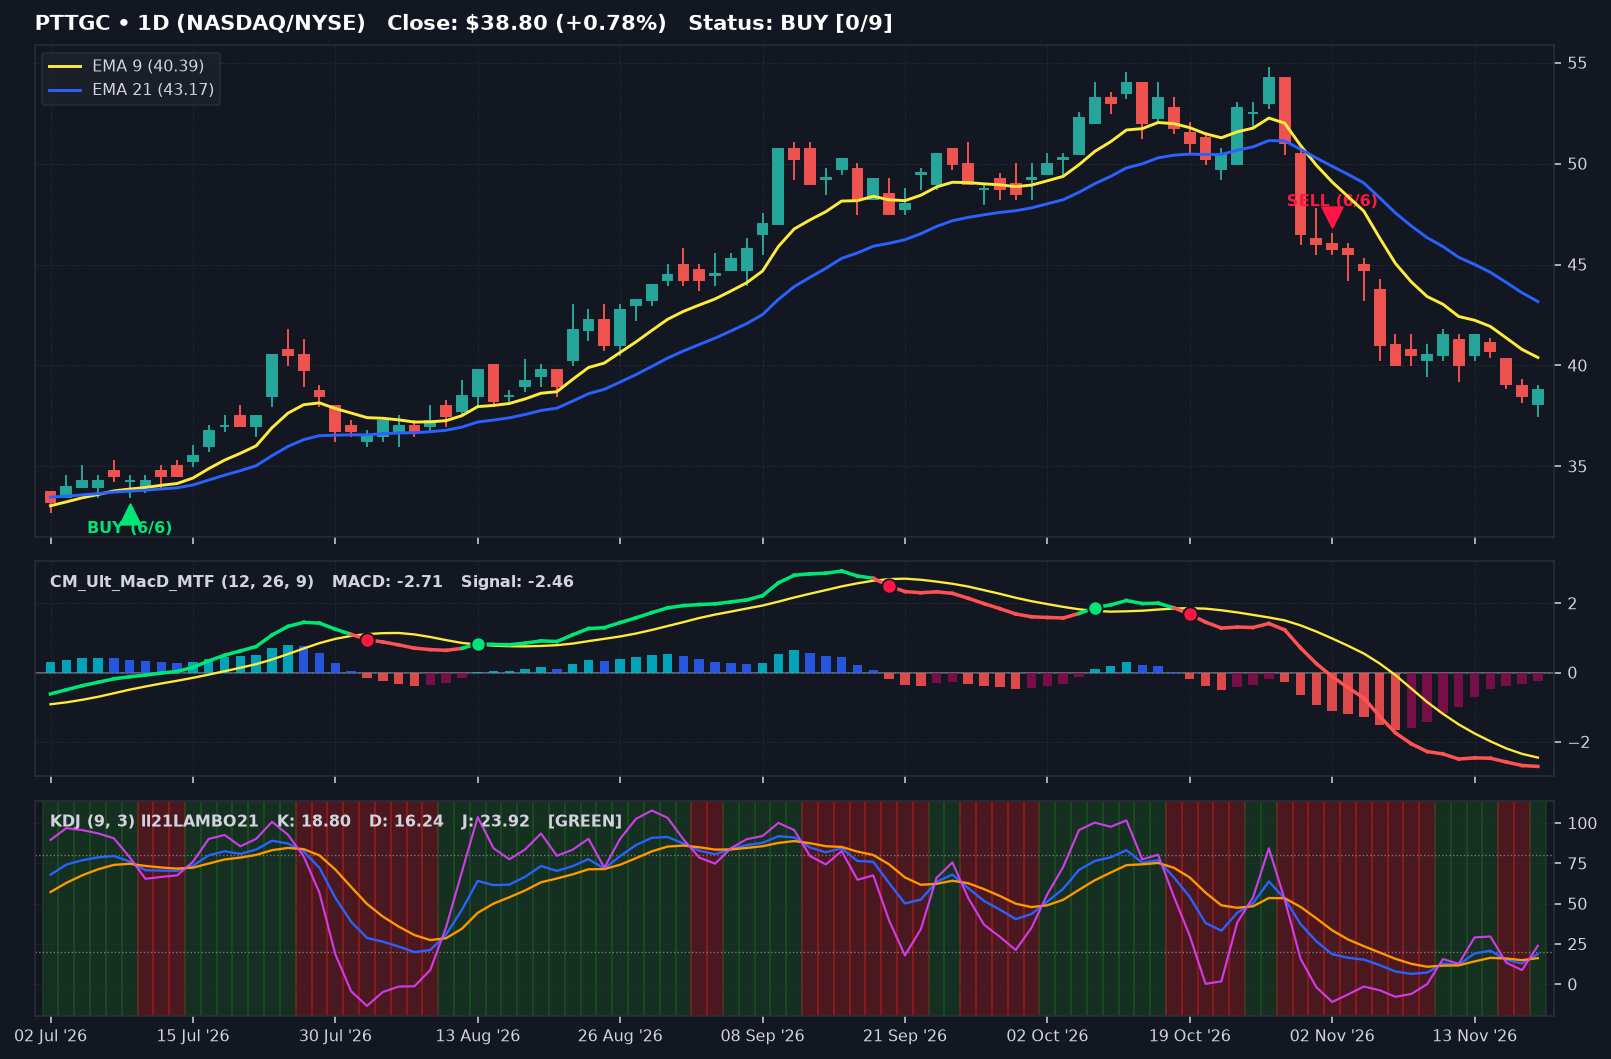 PTTGC • 1D (NASDAQ/NYSE)   Close: $38.80 (+0.78%)   Status: BUY [0/9]
EMA 9 (40.39)
EMA 21 (43.17)
55
50
45
40
35
SELL (6/6)
BUY (6/6)
CM_Ult_MacD_MTF (12, 26, 9)   MACD: -2.71   Signal: -2.46
2
0
−2
KDJ (9, 3) II21LAMBO21   K: 18.80   D: 16.24   J: 23.92   [GREEN]
100
75
50
25
0
02 Jul '26
15 Jul '26
30 Jul '26
13 Aug '26
26 Aug '26
08 Sep '26
21 Sep '26
02 Oct '26
19 Oct '26
02 Nov '26
13 Nov '26